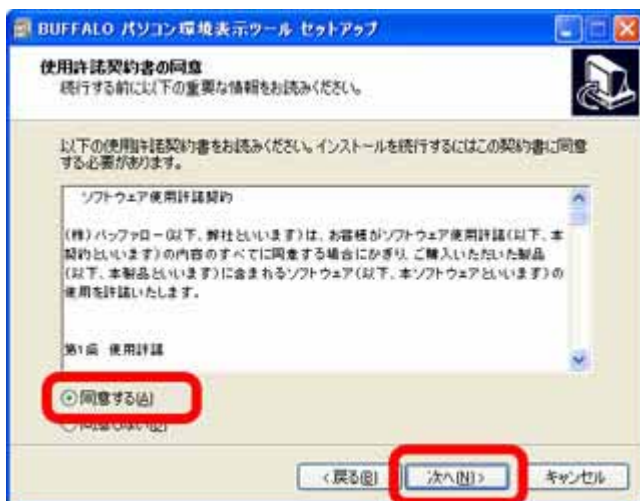 BUFFALO パソコン環境表示ツール セットアップ
使用許諾契約書の同意
続行する前に以下の重要な情報をお読みください。
以下の使用許諾契約書をお読みください。インストールを続行するにはこの契約書に同意
する必要があります。
ソフトウェア使用許諾契約
(株)バッファロー(以下、弊社といいます)は、お客様がソフトウェア使用許諾(以下、本
契約といいます)の内容のすべてに同意する場合にかぎり、ご購入いただいた製品
(以下、本製品といいます)に含まれるソフトウェア(以下、本ソフトウェアといいます)の
使用を許諾いたします。
第1条 使用許諾
同意する(A)
同意しない(D)
<戻る(B)
次へ(N)>
キャンセル